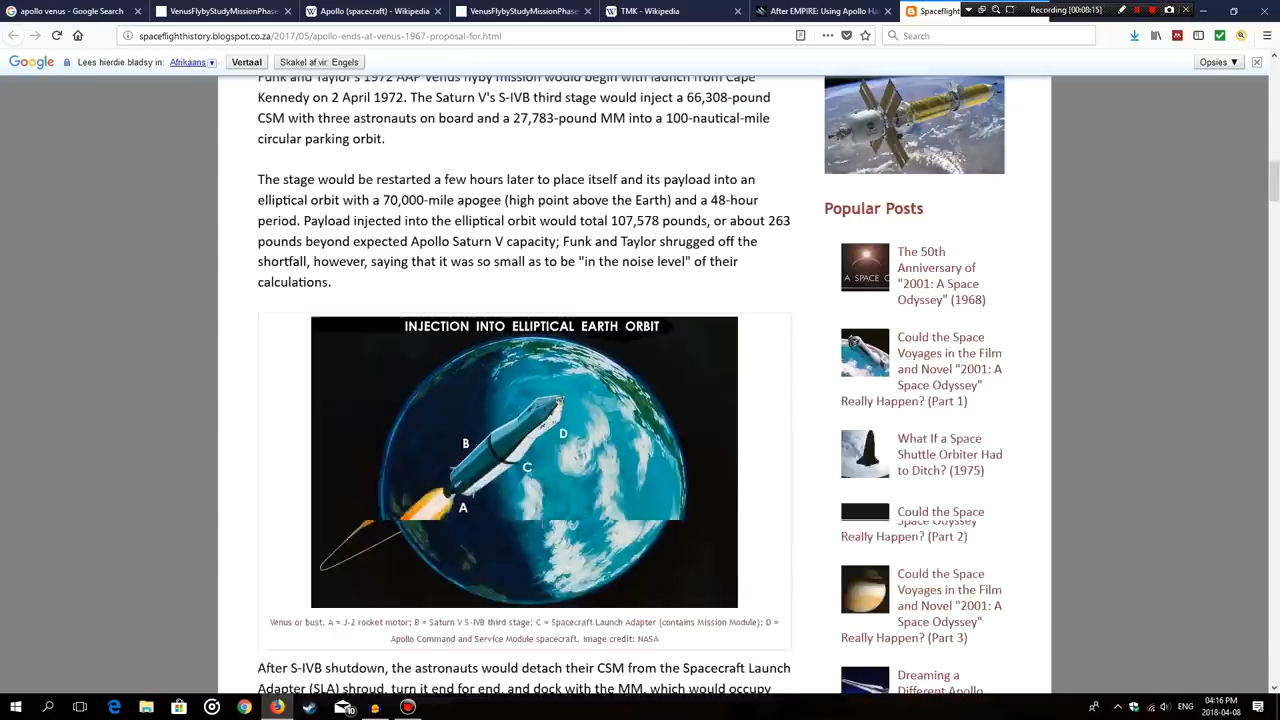 apollo venus - Google Search
VenusFlybyStudyMissionPhase
Apollo (spacecraft) - Wikipedia
VenusFlybyStudyMissionPhase
TMK - Wikipedia
After EMPIRE: Using Apollo H
Spaceflight
Recording [00:08:15]
spaceflighthistory.blogspot.co.za/2017/05/apollo-ends-at-venus-1967-proposal-for.html
Search
Google
Lees hierdie bladsy in:
Afrikaans
Vertaal
Skakel af vir: Engels
Opsies ▼
Funk and Taylor's 1972 AAP Venus flyby mission would begin with launch from Cape
Kennedy on 2 April 1972. The Saturn V's S-IVB third stage would inject a 66,308-pound
CSM with three astronauts on board and a 27,783-pound MM into a 100-nautical-mile
circular parking orbit.
The stage would be restarted a few hours later to place itself and its payload into an
elliptical orbit with a 70,000-mile apogee (high point above the Earth) and a 48-hour
period. Payload injected into the elliptical orbit would total 107,578 pounds, or about 263
pounds beyond expected Apollo Saturn V capacity; Funk and Taylor shrugged off the
shortfall, however, saying that it was so small as to be "in the noise level" of their
calculations.
INJECTION INTO ELLIPTICAL EARTH ORBIT
B
D
C
A
Venus or bust. A = J-2 rocket motor; B = Saturn V S-IVB third stage; C = Spacecraft Launch Adapter (contains Mission Module); D =
Apollo Command and Service Module spacecraft. Image credit: NASA
After S-IVB shutdown, the astronauts would detach their CSM from the Spacecraft Launch
Adapter (SLA) shroud, turn it end for end, and dock with the MM, which would occupy
Popular Posts
A SPACE O
The 50th
Anniversary of
"2001: A Space
Odyssey" (1968)
Could the Space
Voyages in the Film
and Novel "2001: A
Space Odyssey"
Really Happen? (Part 1)
What If a Space
Shuttle Orbiter Had
to Ditch? (1975)
Could the Space
Space Odyssey
Really Happen? (Part 2)
Could the Space
Voyages in the Film
and Novel "2001: A
Space Odyssey"
Really Happen? (Part 3)
Dreaming a
Different Apollo
ENG
04:16 PM
2018-04-08